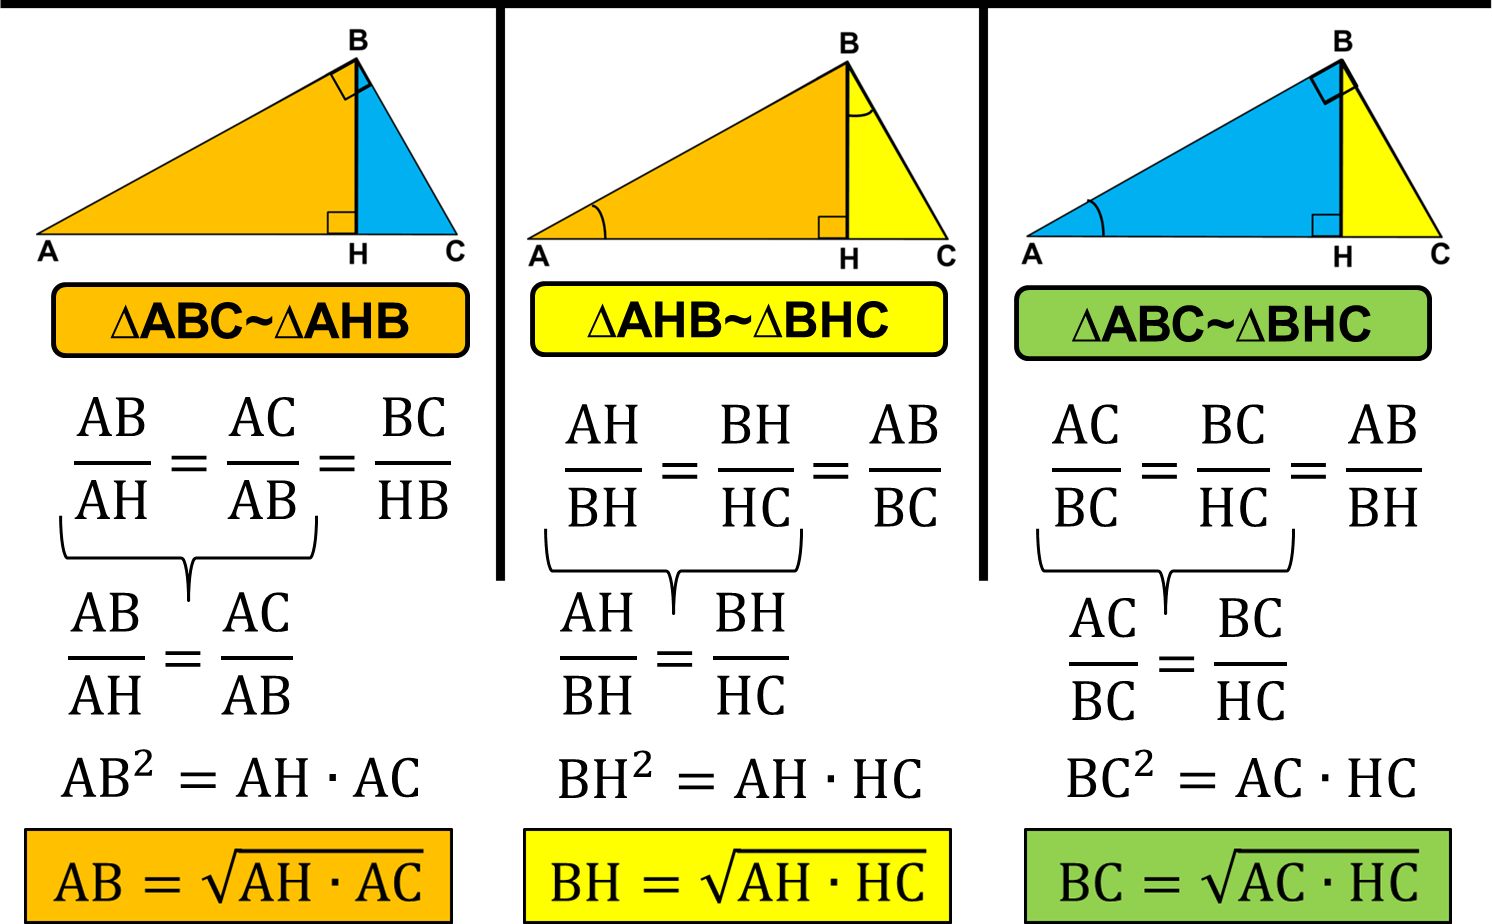 B
A H C
ΔABC~ΔAHB
AB/AH = AC/AB = BC/HB
AB/AH = AC/AB
AB² = AH · AC
AB = √(AH · AC)
B
A H C
ΔAHB~ΔBHC
AH/BH = BH/HC = AB/BC
AH/BH = BH/HC
BH² = AH · HC
BH = √(AH · HC)
B
A H C
ΔABC~ΔBHC
AC/BC = BC/HC = AB/BH
AC/BC = BC/HC
BC² = AC · HC
BC = √(AC · HC)